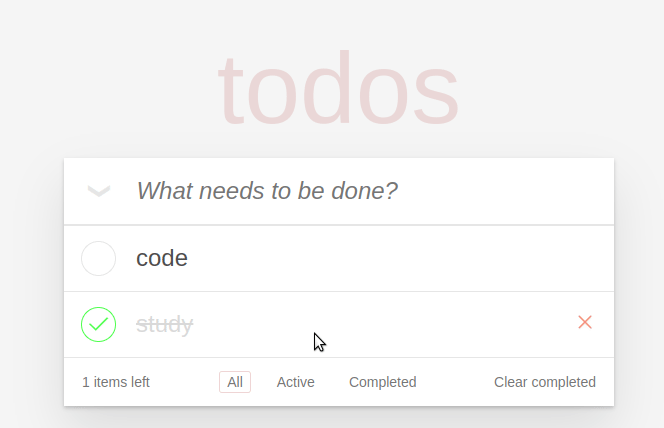 todos
What needs to be done?
code
study
1 items left All Active Completed Clear completed